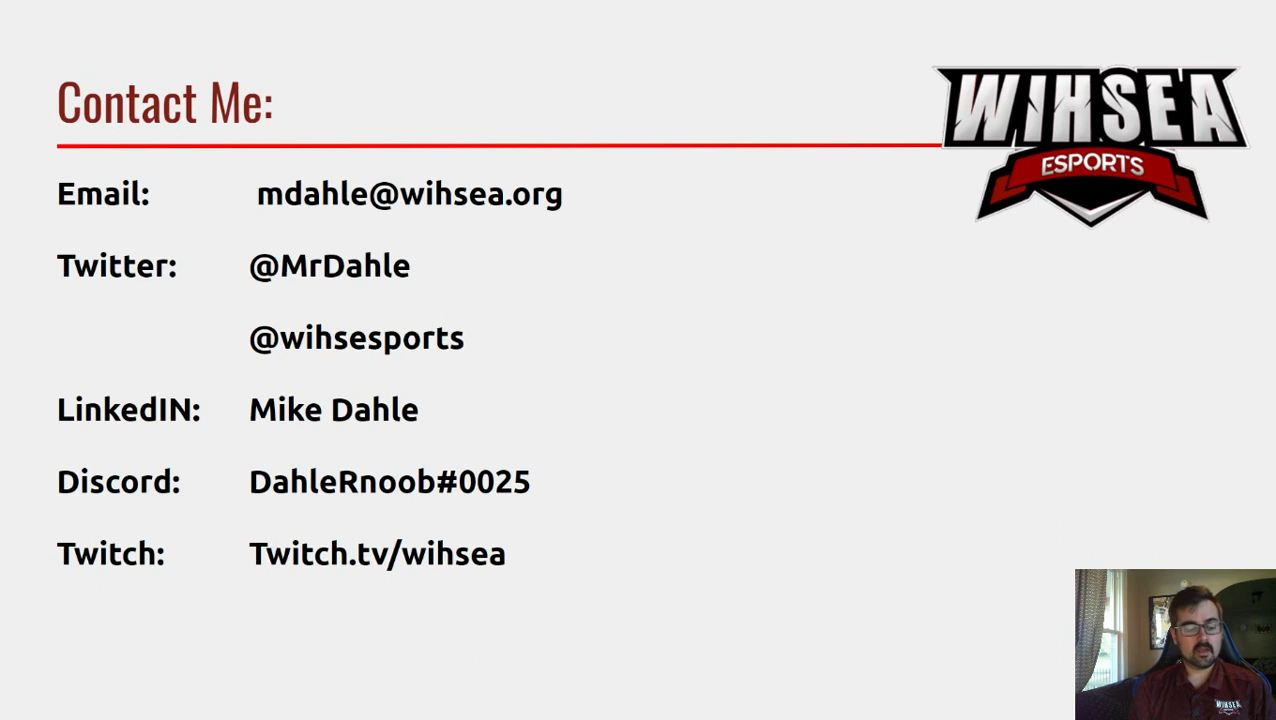 Contact Me:
WIHSEA
ESPORTS
Email: mdahle@wihsea.org
Twitter: @MrDahle
@wihsesports
LinkedIN: Mike Dahle
Discord: DahleRnoob#0025
Twitch: Twitch.tv/wihsea
WIHSEA